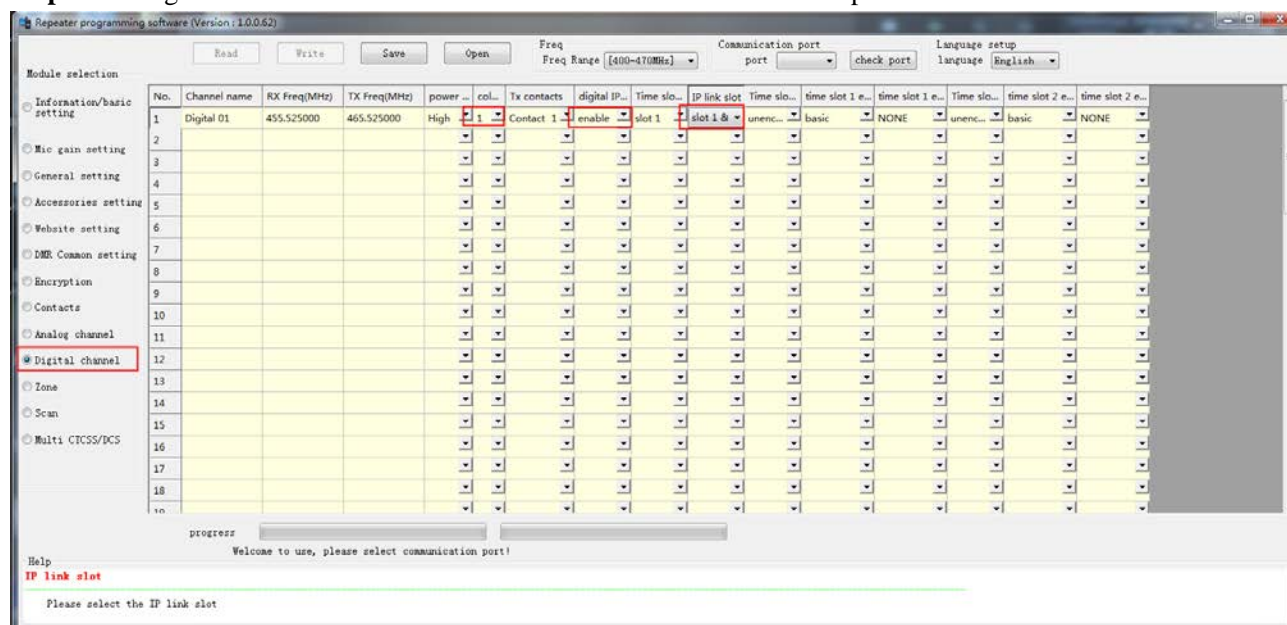 Repeater programming software (Version : 1.0.0.62)
Read Write Save Open
Freq
Freq Range [400-470MHz]
Communication port
port check port
Language setup
language English
Module selection
Information/basic setting
Mic gain setting
General setting
Accessories setting
Website setting
DMR Common setting
Encryption
Contacts
Analog channel
Digital channel
Zone
Scan
Multi CTCSS/DCS
No. Channel name RX Freq(MHz) TX Freq(MHz) power ... col... Tx contacts digital IP... Time slo... IP link slot Time slo... time slot 1 e... time slot 1 e... Time slo... time slot 2 e... time slot 2 e...
1 Digital 01 455.525000 465.525000 High 1 Contact 1 enable slot 1 slot 1 & unenc... basic NONE unenc... basic NONE
2
3
4
5
6
7
8
9
10
11
12
13
14
15
16
17
18
19
progress
Welcome to use, please select communication port!
Help
IP link slot
Please select the IP link slot